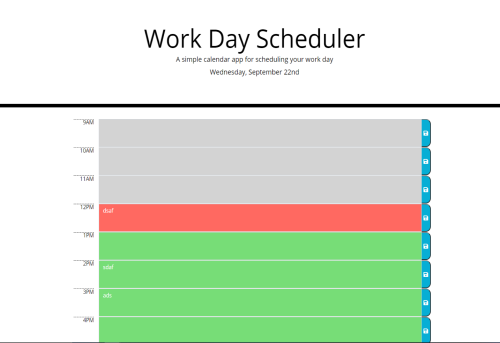 Work Day Scheduler
A simple calendar app for scheduling your work day
Wednesday, September 22nd
9AM
10AM
11AM
12PM
dsaf
1PM
2PM
sdaf
3PM
ads
4PM